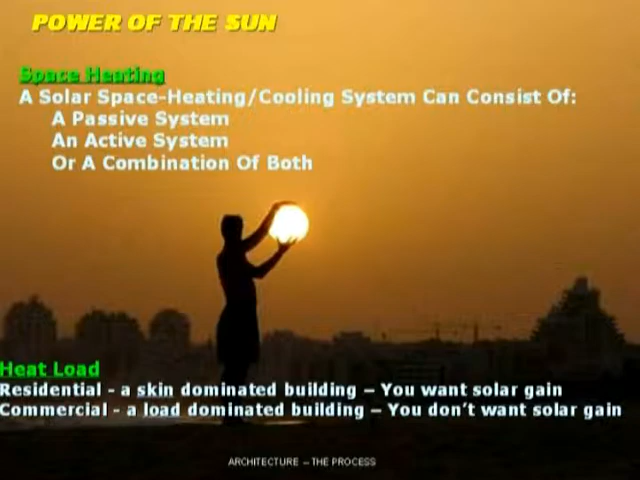 POWER OF THE SUN
Space Heating
A Solar Space-Heating/Cooling System Can Consist Of:
A Passive System
An Active System
Or A Combination Of Both
Heat Load
Residential - a skin dominated building – You want solar gain
Commercial - a load dominated building – You don't want solar gain
ARCHITECTURE – THE PROCESS